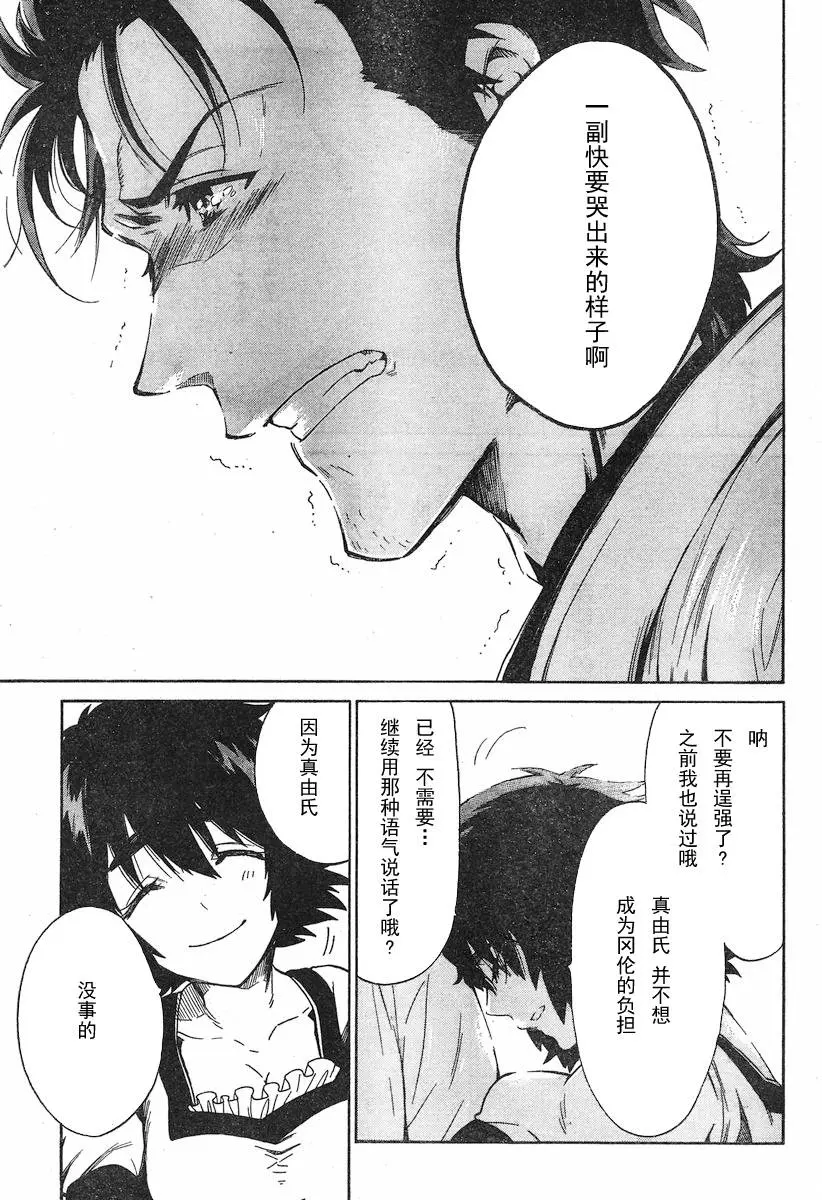 一副快要哭出来的样子啊
呐
不要再逞强了?
之前我也说过哦
真由氏 并不想
成为冈伦的负担
已经 不需要…
继续用那种语气说话了哦?
因为真由氏
没事的